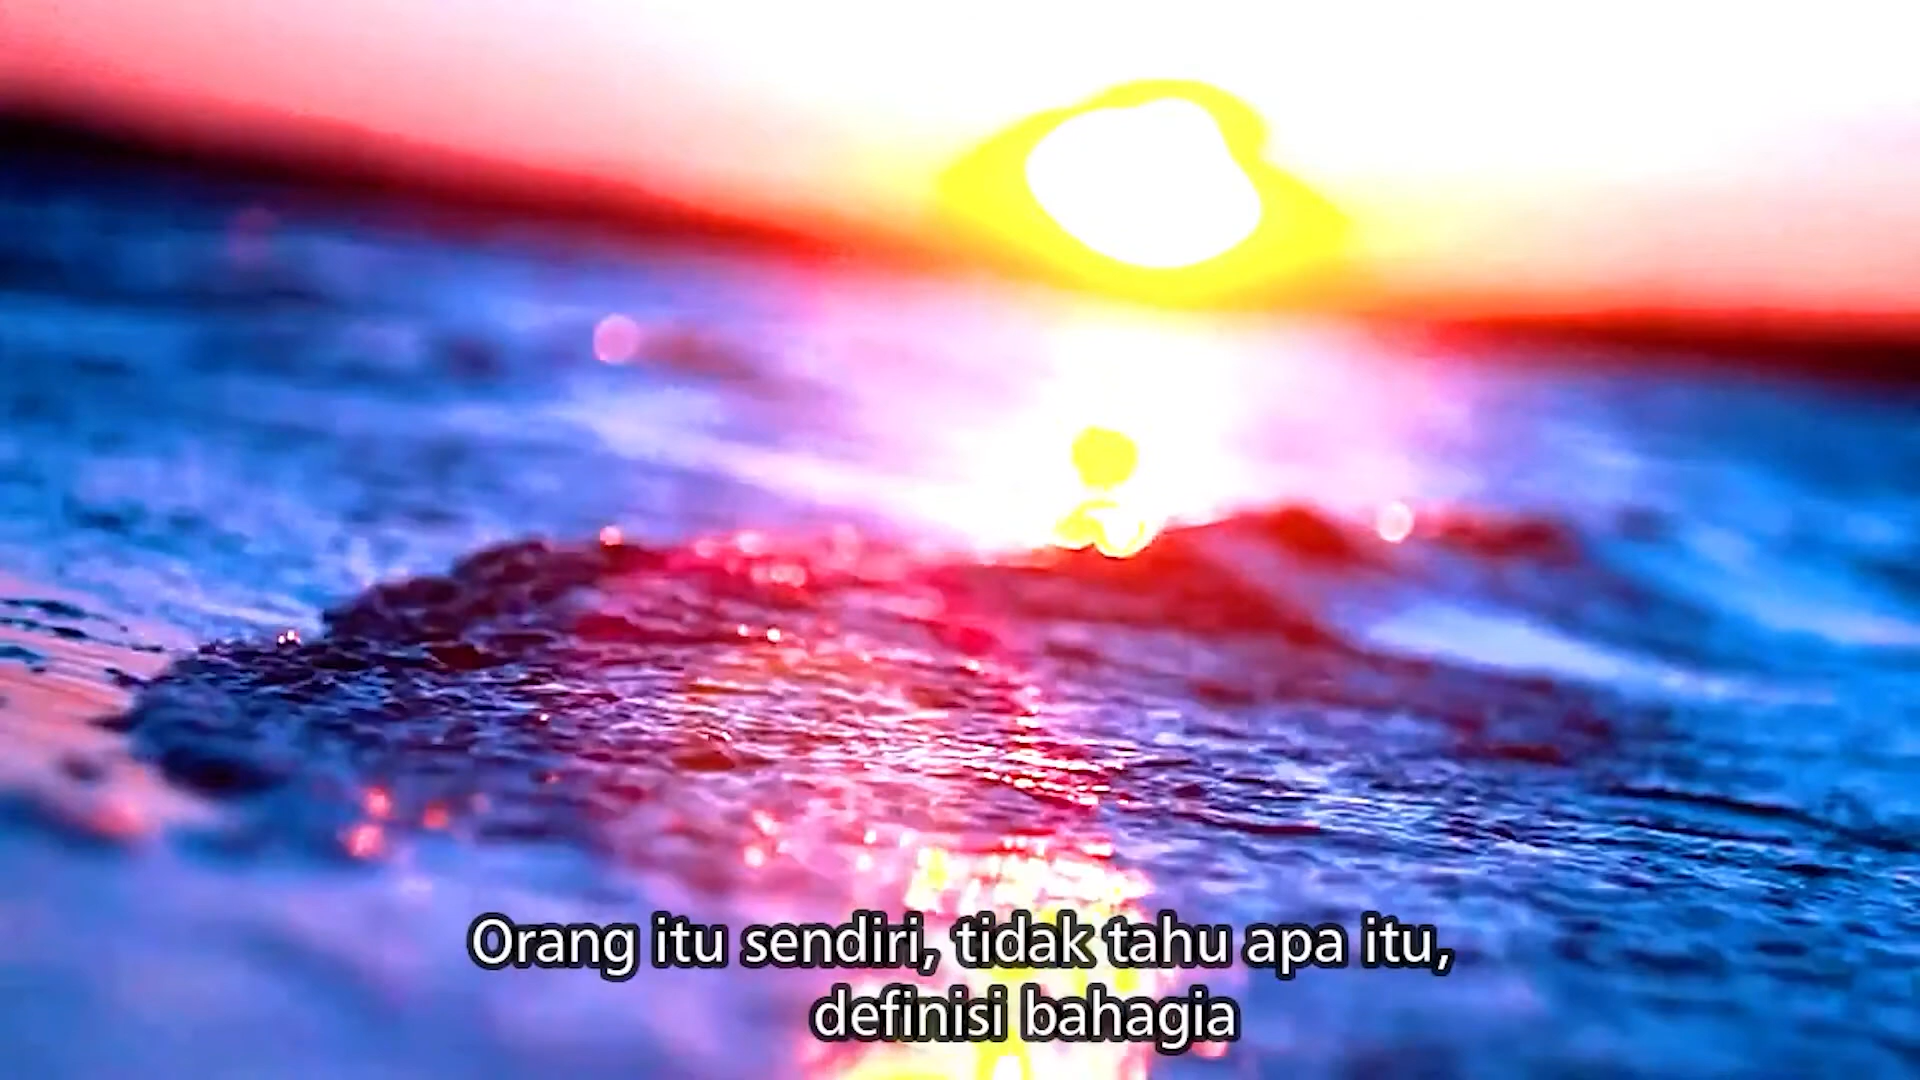 Orang itu sendiri, tidak tahu apa itu,
definisi bahagia